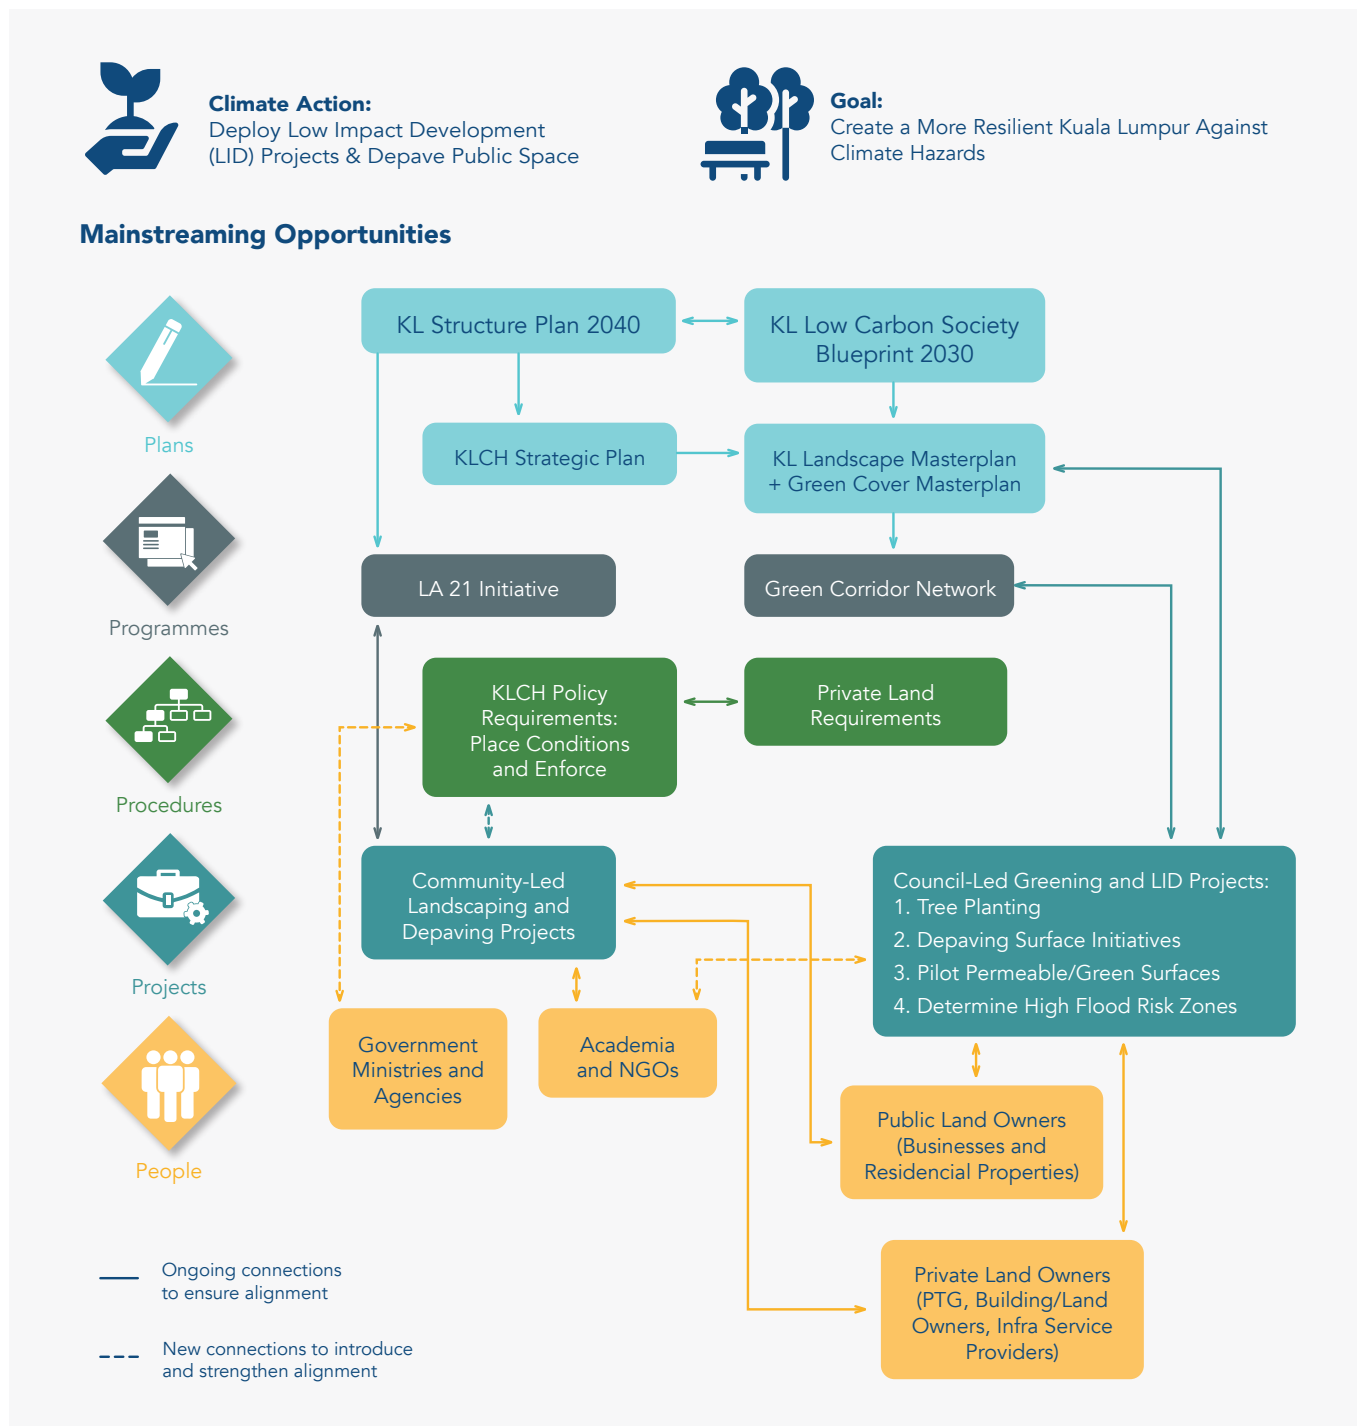 Climate Action:
Deploy Low Impact Development
(LID) Projects & Depave Public Space
Goal:
Create a More Resilient Kuala Lumpur Against
Climate Hazards
Mainstreaming Opportunities
KL Structure Plan 2040
KL Low Carbon Society
Blueprint 2030
Plans
KLCH Strategic Plan
KL Landscape Masterplan
+ Green Cover Masterplan
Programmes
LA 21 Initiative
Green Corridor Network
Procedures
KLCH Policy
Requirements:
Place Conditions
and Enforce
Private Land
Requirements
Projects
Community-Led
Landscaping and
Depaving Projects
Council-Led Greening and LID Projects:
1. Tree Planting
2. Depaving Surface Initiatives
3. Pilot Permeable/Green Surfaces
4. Determine High Flood Risk Zones
People
Government
Ministries and
Agencies
Academia
and NGOs
Public Land Owners
(Businesses and
Residencial Properties)
Private Land Owners
(PTG, Building/Land
Owners, Infra Service
Providers)
Ongoing connections
to ensure alignment
New connections to introduce
and strengthen alignment